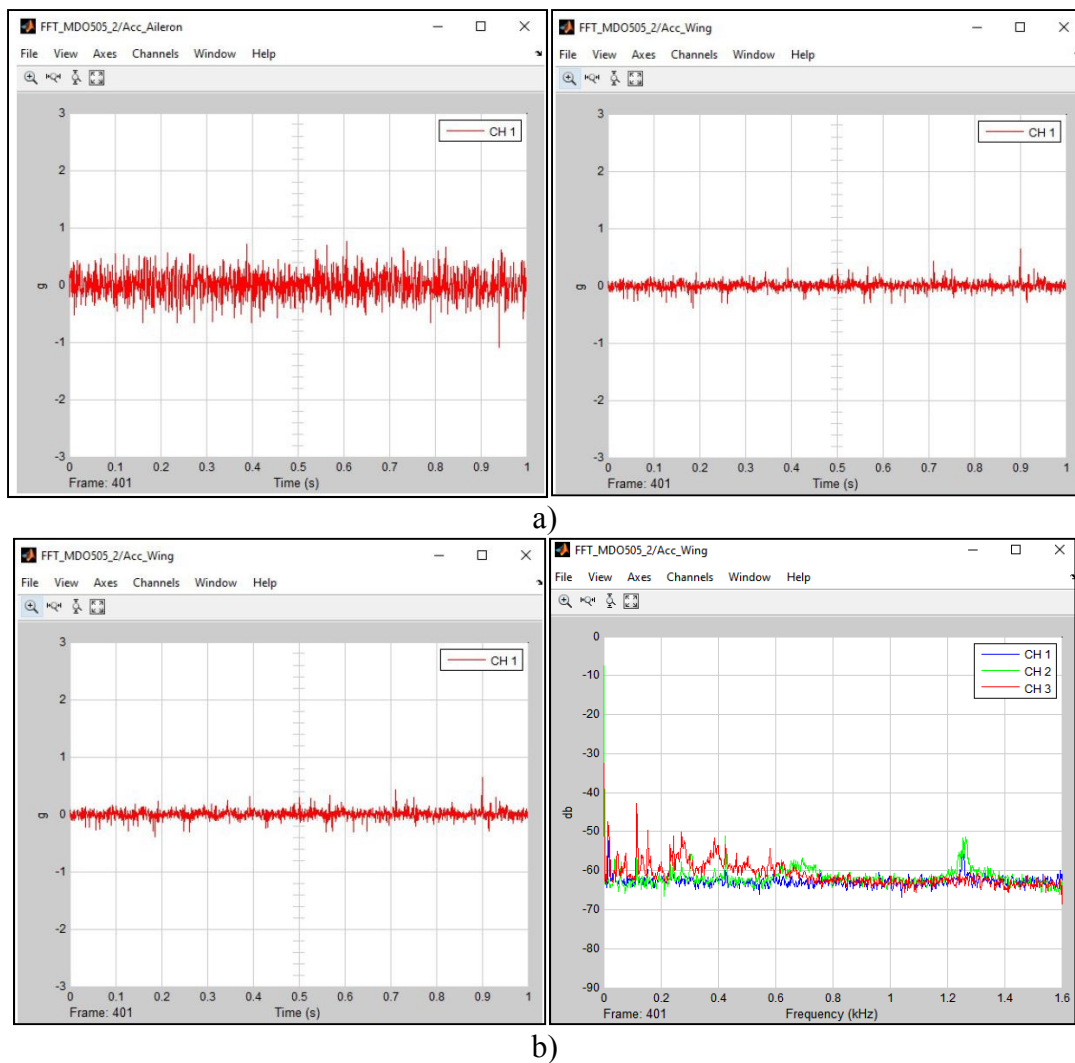 FFT_MDO505_2/Acc_Aileron
File View Axes Channels Window Help
CH 1
3
2
1
0
-1
-2
-3
g
0 0.1 0.2 0.3 0.4 0.5 0.6 0.7 0.8 0.9 1
Frame: 401 Time (s)
FFT_MDO505_2/Acc_Wing
File View Axes Channels Window Help
CH 1
3
2
1
0
-1
-2
-3
g
0 0.1 0.2 0.3 0.4 0.5 0.6 0.7 0.8 0.9 1
Frame: 401 Time (s)
a)
FFT_MDO505_2/Acc_Wing
File View Axes Channels Window Help
CH 1
3
2
1
0
-1
-2
-3
g
0 0.1 0.2 0.3 0.4 0.5 0.6 0.7 0.8 0.9 1
Frame: 401 Time (s)
FFT_MDO505_2/Acc_Wing
File View Axes Channels Window Help
CH 1
CH 2
CH 3
0
-10
-20
-30
-40
-50
-60
-70
-80
-90
db
0 0.2 0.4 0.6 0.8 1 1.2 1.4 1.6
Frame: 401 Frequency (kHz)
b)